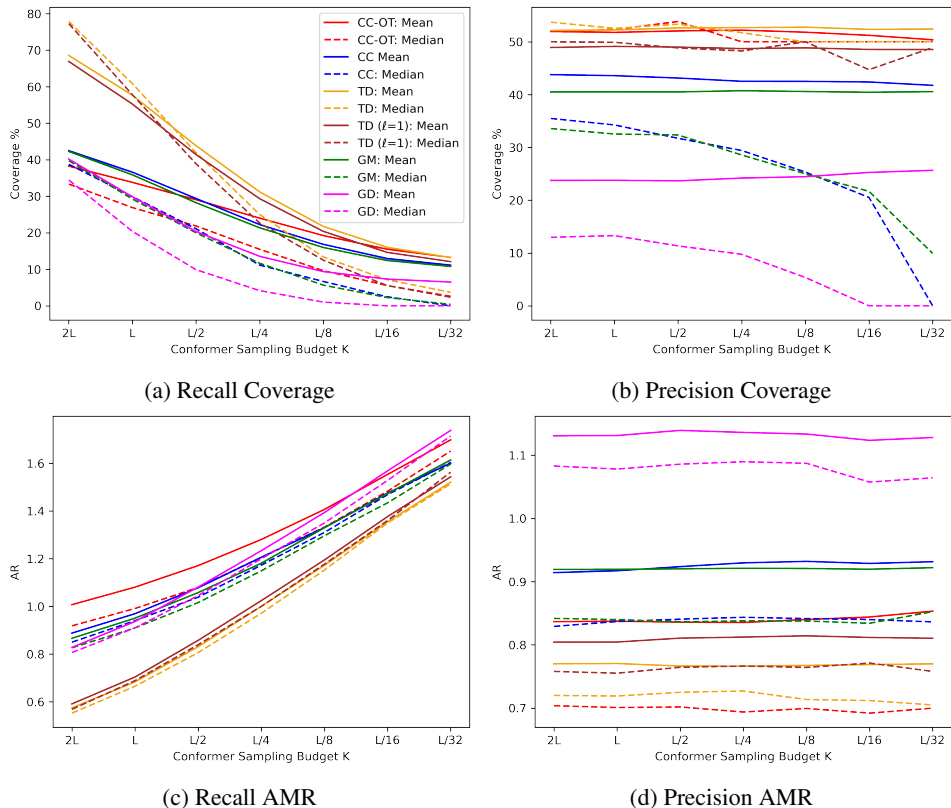 80
70
60
50
40
30
20
10
0
Coverage %
CC-OT: Mean
CC-OT: Median
CC Mean
CC: Median
TD: Mean
TD: Median
TD (ℓ=1): Mean
TD (ℓ=1): Median
GM: Mean
GM: Median
GD: Mean
GD: Median
2L L L/2 L/4 L/8 L/16 L/32
Conformer Sampling Budget K
(a) Recall Coverage
50
40
30
20
10
0
Coverage %
2L L L/2 L/4 L/8 L/16 L/32
Conformer Sampling Budget K
(b) Precision Coverage
1.6
1.4
1.2
1.0
0.8
0.6
AR
2L L L/2 L/4 L/8 L/16 L/32
Conformer Sampling Budget K
(c) Recall AMR
1.1
1.0
0.9
0.8
0.7
AR
2L L L/2 L/4 L/8 L/16 L/32
Conformer Sampling Budget K
(d) Precision AMR